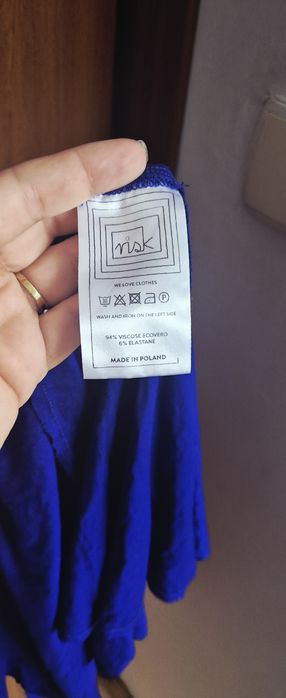 risk
WE LOVE CLOTHES
WASH AND IRON ON THE LEFT SIDE
94% VISCOSE ECOVERO
6% ELASTANE
MADE IN POLAND